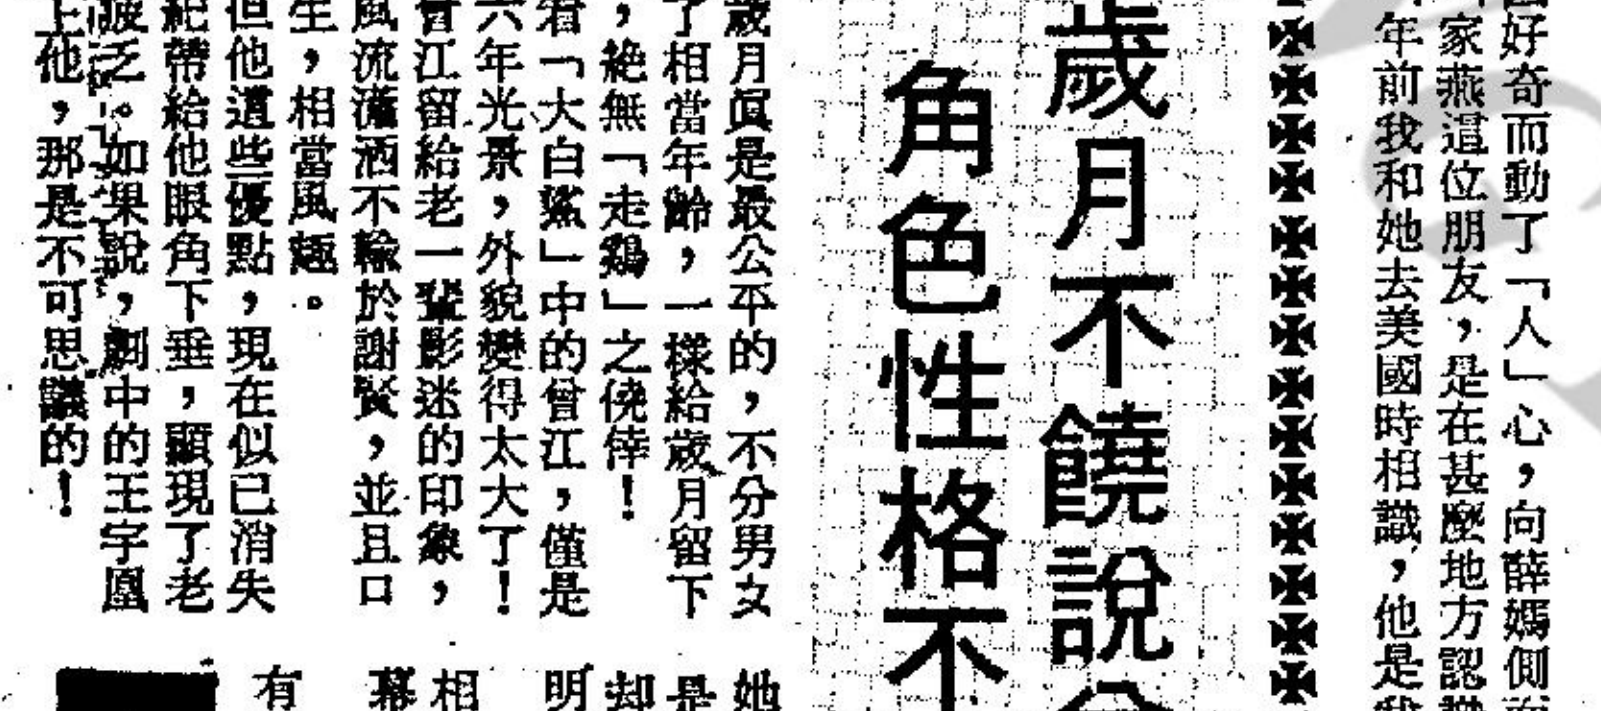 好奇而動了「人」心，向薛媽側
家燕這位朋友，是在甚麼地方認識
年前我和她去美國時相識，他是我
歲月不饒說
角色性格不
歲月眞是最公平的，不分男女
了相當年齡，一樣給歲月留下
，絶無「走鷄」之僥倖！
看「大白鯊」中的曾江，僅是
六年光景，外貌變得太大了！
曾江留給老一輩影迷的印象，
風流瀟洒不輸於謝賢，並且口
生，相當風趣。
但他這些優點，現在似已消失
紀帶給他眼角下垂，顯現了老
疲乏。如果說，劇中的王宇凰
上他，那是不可思議的！
她
是
却
明
相
幕
有